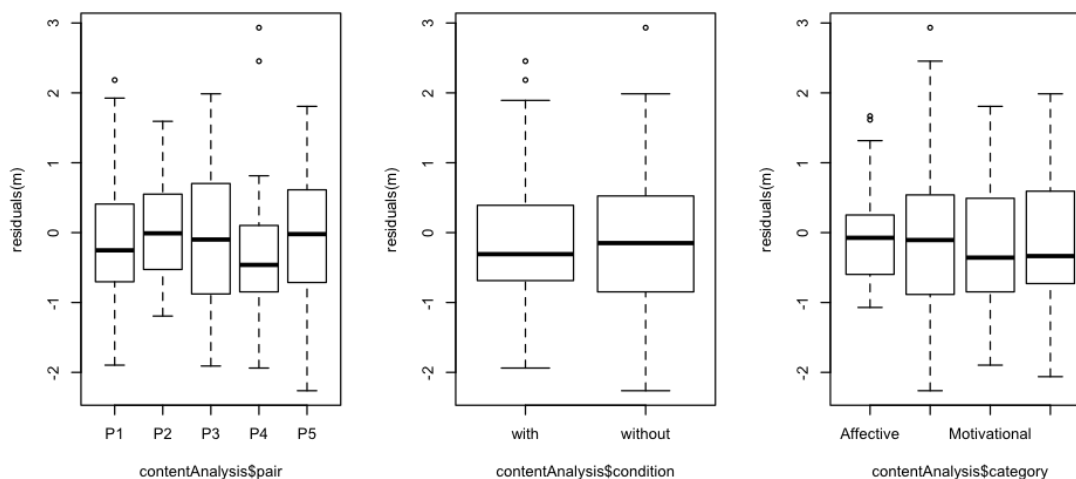 residuals(m)
3
2
1
0
-1
-2
P1 P2 P3 P4 P5
contentAnalysis$pair
residuals(m)
3
2
1
0
-1
-2
with without
contentAnalysis$condition
residuals(m)
3
2
1
0
-1
-2
Affective Motivational
contentAnalysis$category